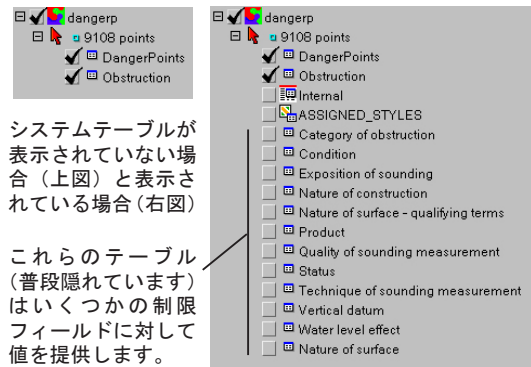 dangerp
9108 points
DangerPoints
Obstruction
システムテーブルが
表示されていない場
合（上図）と表示さ
れている場合（右図）
これらのテーブル
（普段隠れています）
はいくつかの制限
フィールドに対して
値を提供します。
dangerp
9108 points
DangerPoints
Obstruction
Internal
ASSIGNED_STYLES
Category of obstruction
Condition
Exposition of sounding
Nature of construction
Nature of surface - qualifying terms
Product
Quality of sounding measurement
Status
Technique of sounding measurement
Vertical datum
Water level effect
Nature of surface